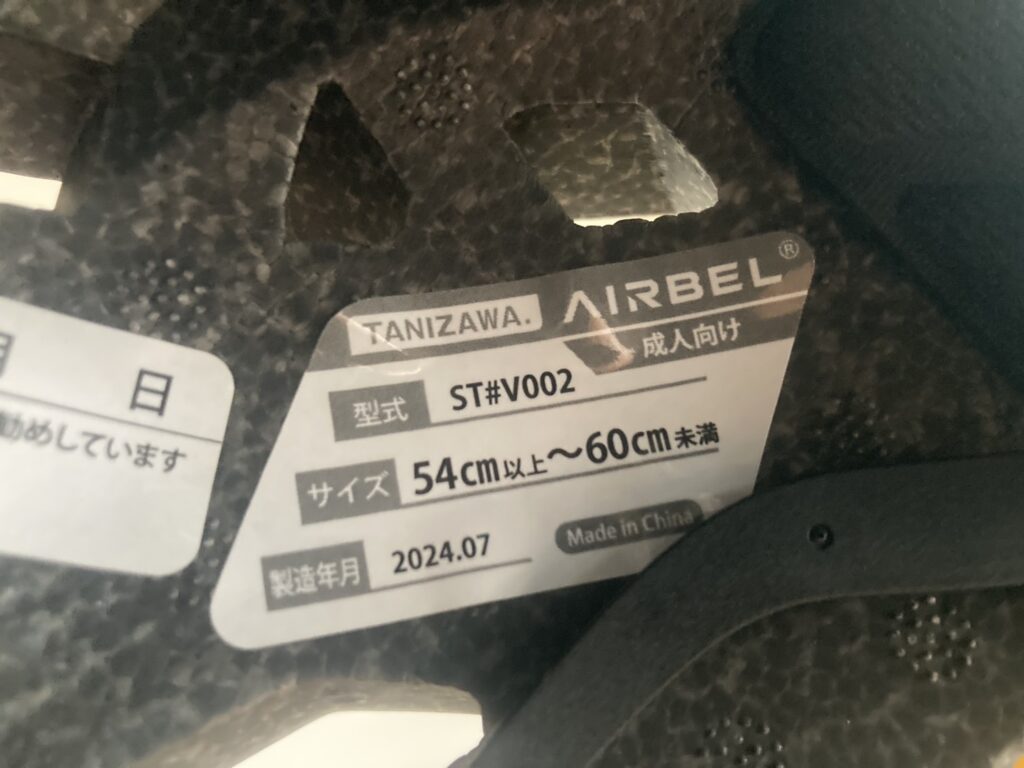 TANIZAWA. AIRBEL®
成人向け
型式 ST#V002
サイズ 54cm以上〜60cm未満
製造年月 2024.07 Made in China
月 日
勧めしています